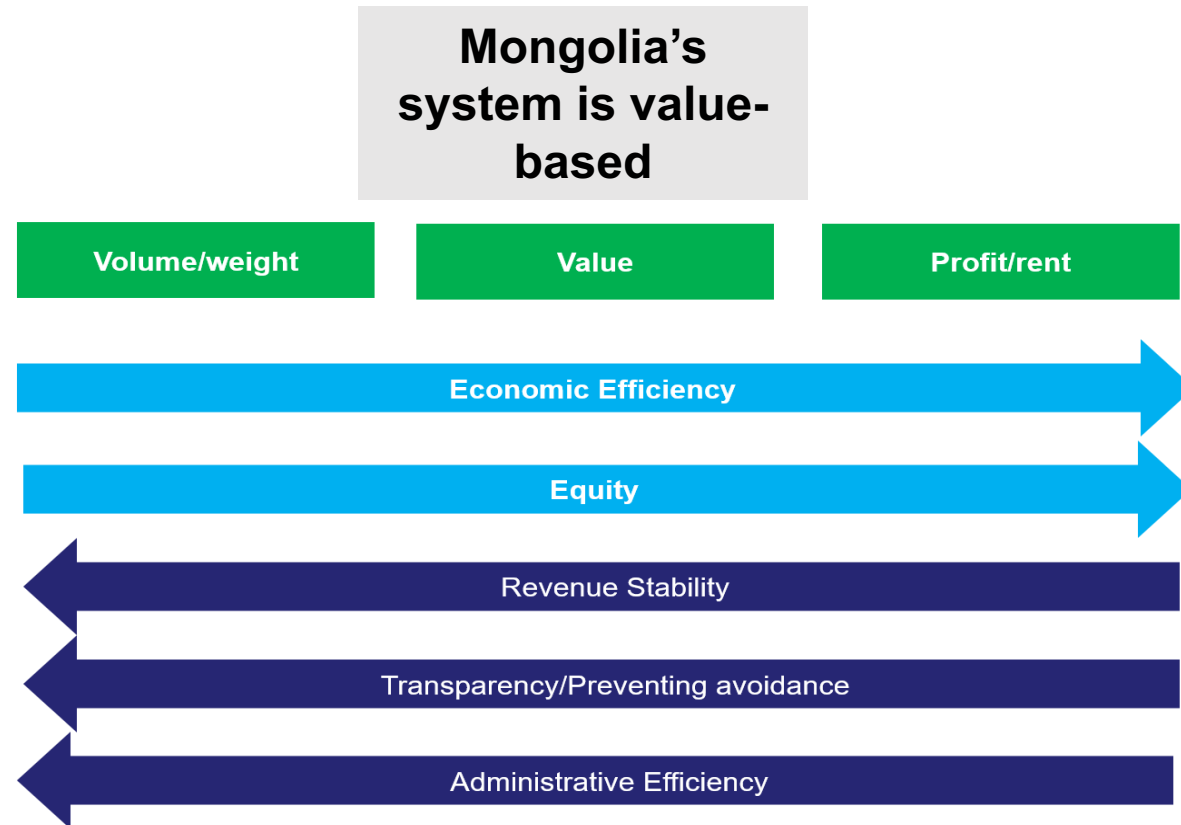 Mongolia’s
system is value-
based
Volume/weight
Value
Profit/rent
Economic Efficiency
Equity
Revenue Stability
Transparency/Preventing avoidance
Administrative Efficiency